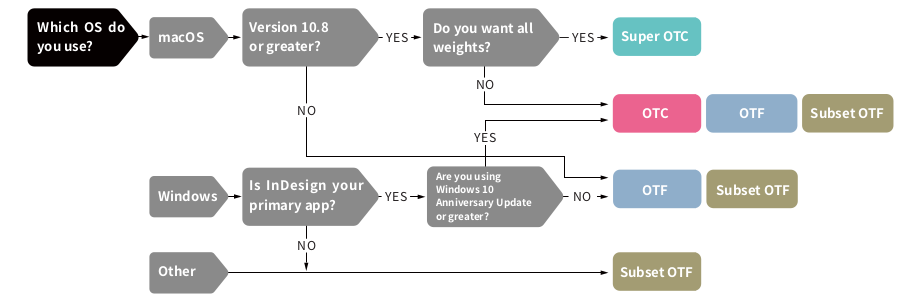 Which OS do
you use?
macOS
Version 10.8
or greater?
YES
Do you want all
weights?
YES
Super OTC
NO
NO
OTC
OTF
Subset OTF
YES
Windows
Is InDesign your
primary app?
YES
Are you using
Windows 10
Anniversary Update
or greater?
NO
OTF
Subset OTF
NO
Other
Subset OTF